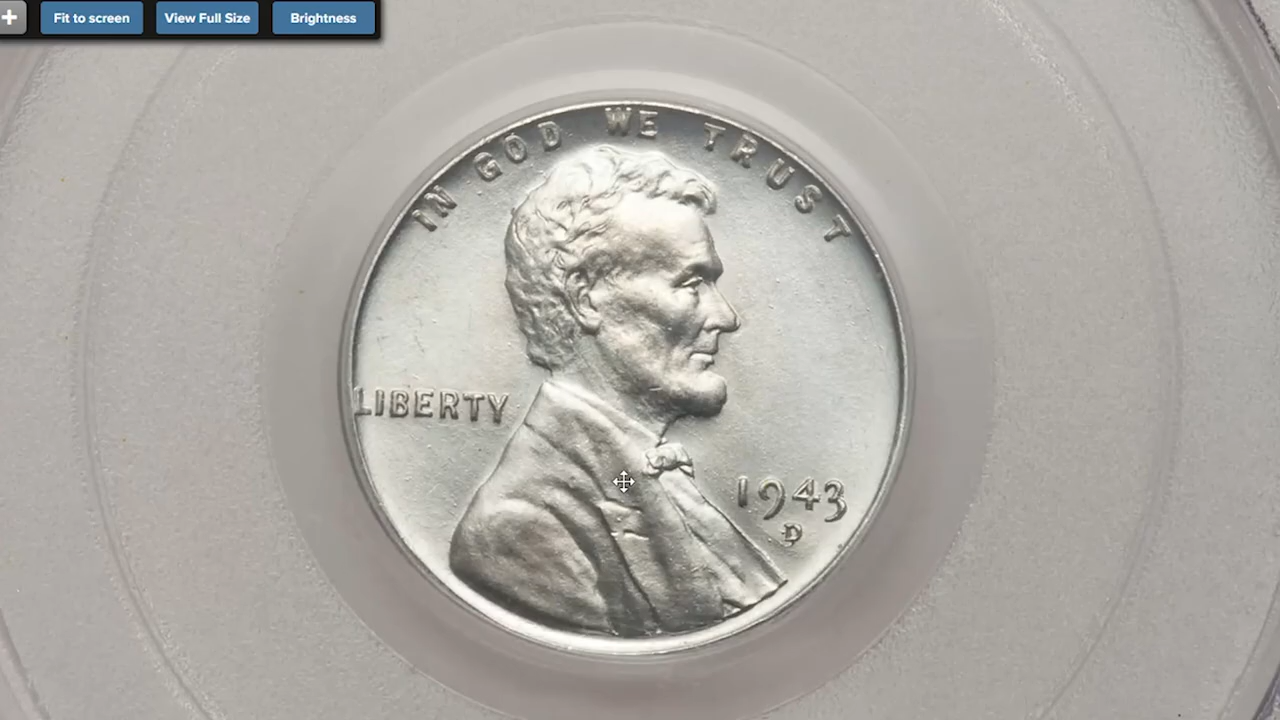 Fit to screen
View Full Size
Brightness
IN GOD WE TRUST
LIBERTY
1943
D